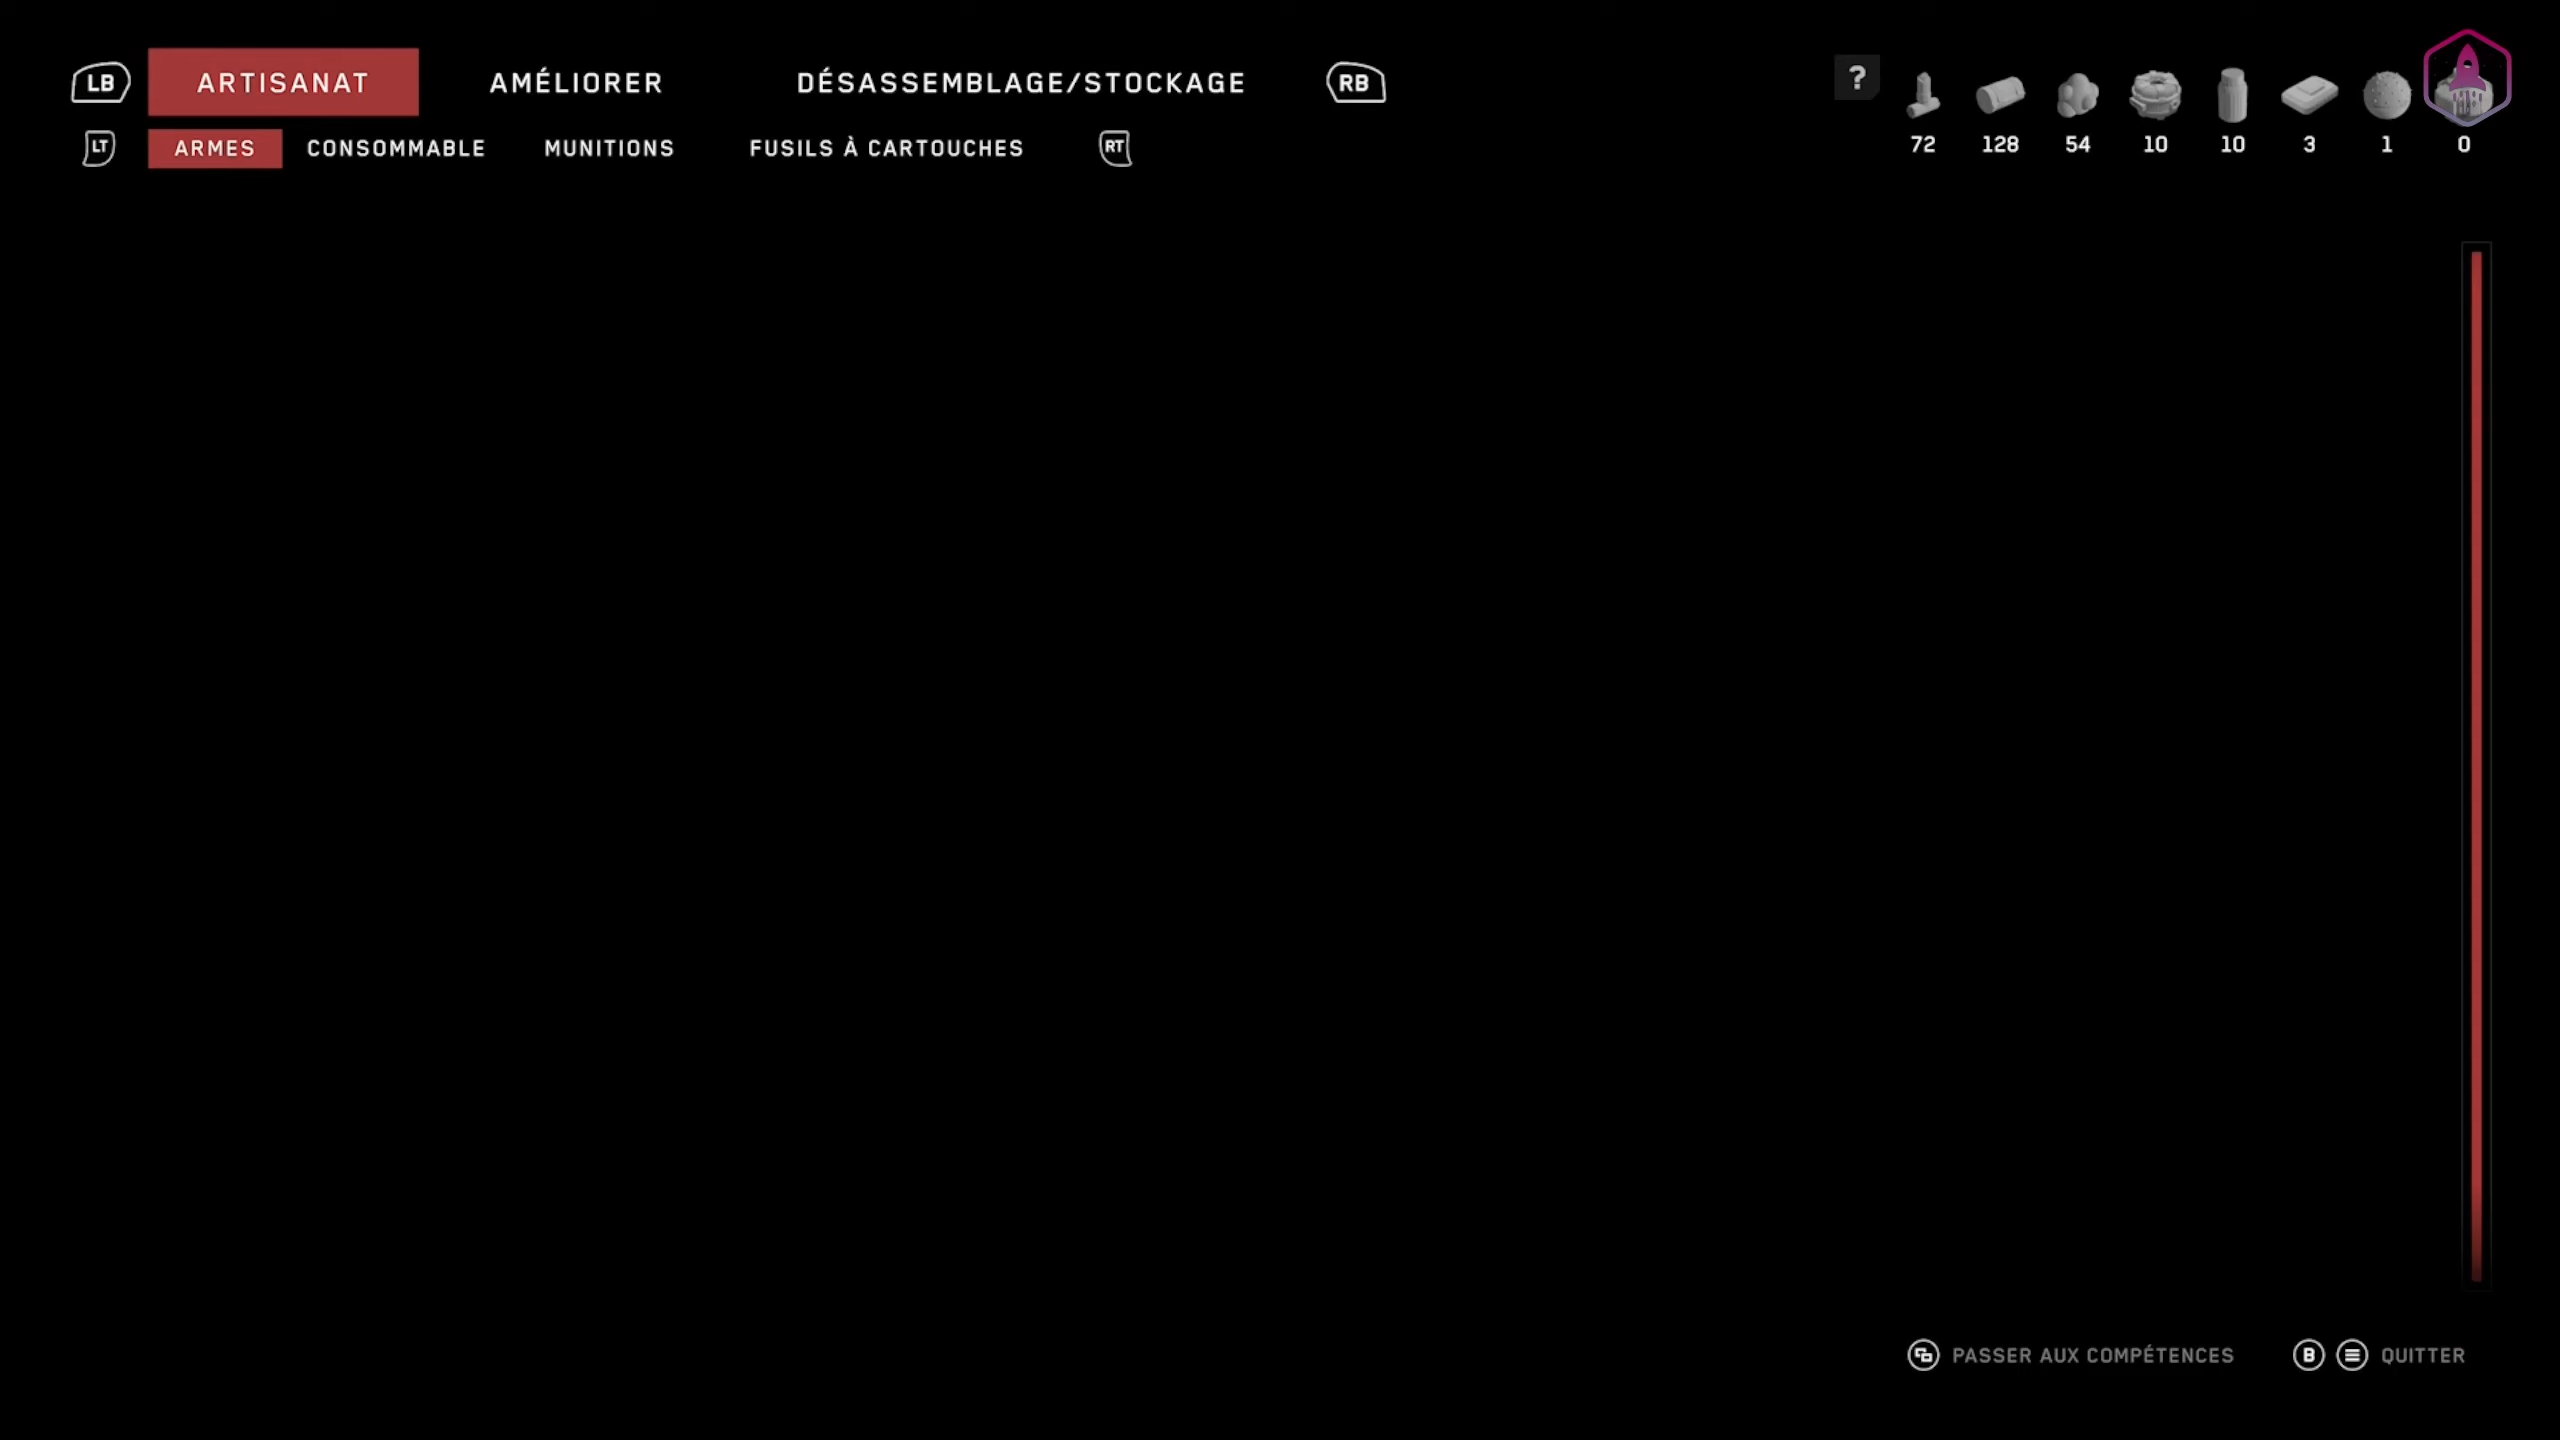 LB ARTISANAT AMÉLIORER DÉSASSEMBLAGE/STOCKAGE RB ?
LT ARMES CONSOMMABLE MUNITIONS FUSILS À CARTOUCHES RT
72 128 54 10 10 3 1 0
PASSER AUX COMPÉTENCES B QUITTER